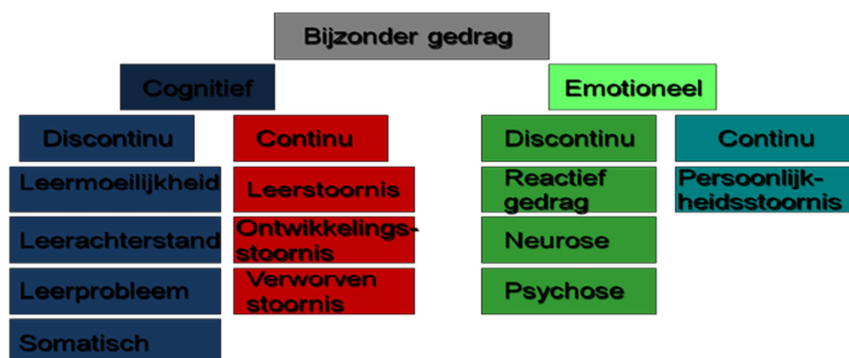 Bijzonder gedrag
Cognitief
Emotioneel
Discontinu
Continu
Discontinu
Continu
Leermoeilijkheid
Leerstoornis
Reactief
gedrag
Persoonlijk-
heidsstoornis
Leerachterstand
Ontwikkelings-
stoornis
Neurose
Leerprobleem
Verworven
stoornis
Psychose
Somatisch